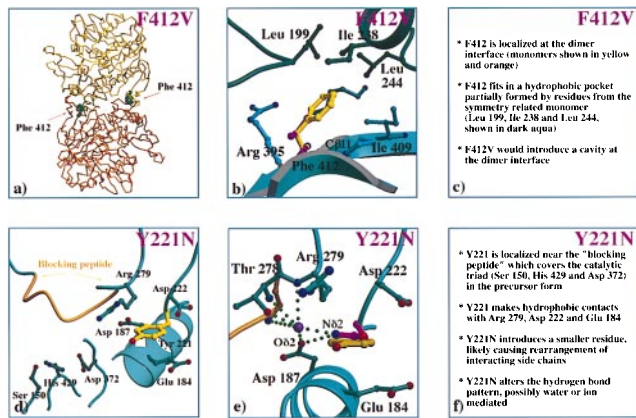 F412V
Phe 412
Phe 412
a)
F412V
Leu 199
Ile 238
Leu
244
Arg 395
Cβ11
Ile 409
Phe 412
b)
F412V
* F412 is localized at the dimer
interface (monomers shown in yellow
and orange)
* F412 fits in a hydrophobic pocket
partially formed by residues from the
symmetry related monomer
(Leu 199, Ile 238 and Leu 244,
shown in dark aqua)
* F412V would introduce a cavity at
the dimer interface
c)
Y221N
Blocking peptide
Arg 279
Asp 222
Asp 187
Tyr 221
His 429
Asp 372
Glu 184
Ser 150
d)
Y221N
Arg 279
Thr 278
Asp 222
Nδ2
Oδ2
Asp 187
Glu 184
e)
Y221N
* Y221 is localized near the "blocking
peptide" which covers the catalytic
triad (Ser 150, His 429 and Asp 372)
in the precursor form
* Y221 makes hydrophobic contacts
with Arg 279, Asp 222 and Glu 184
* Y221N introduces a smaller residue,
likely causing rearrangement of
interacting side chains
* Y221N alters the hydrogen bond
pattern, possibly water or ion
mediated
f)